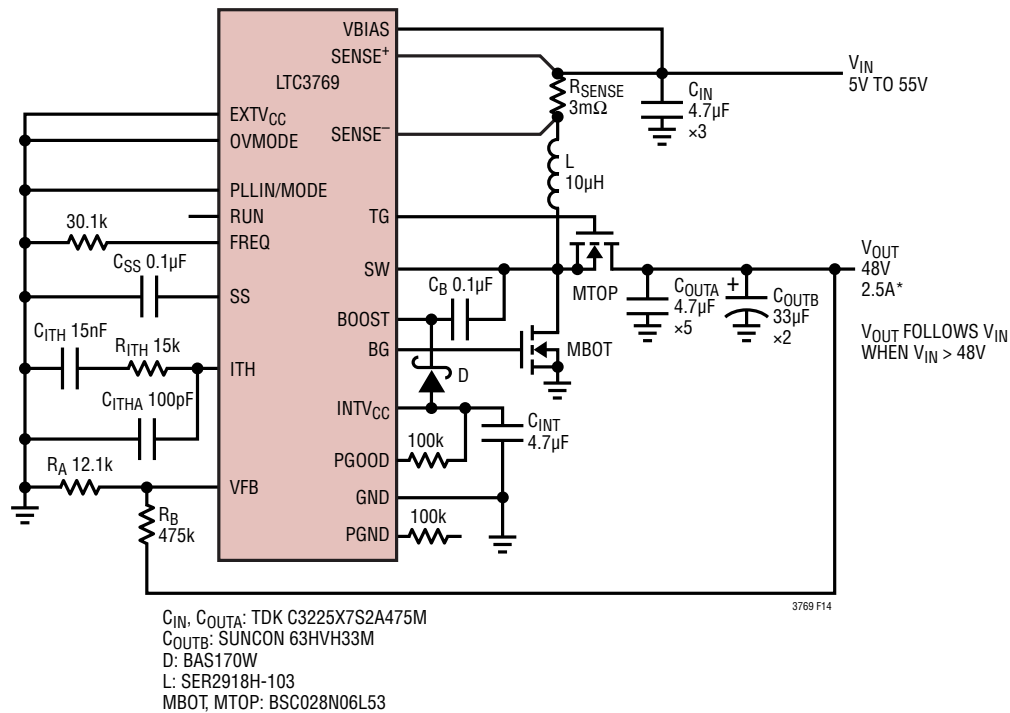 VBIAS
SENSE+
LTC3769
VIN
5V TO 55V
RSENSE
3mΩ
CIN
4.7µF
×3
EXTVCC
OVMODE
SENSE–
L
10µH
PLLIN/MODE
RUN
TG
30.1k
FREQ
VOUT
48V
2.5A*
CSS 0.1µF
SW
MTOP
COUTA
4.7µF
×5
+
COUTB
33µF
×2
SS
CB 0.1µF
BOOST
VOUT FOLLOWS VIN
WHEN VIN > 48V
CITH 15nF
RITH 15k
BG
MBOT
ITH
D
CITHA 100pF
INTVCC
CINT
4.7µF
100k
PGOOD
RA 12.1k
VFB
GND
RB
475k
100k
PGND
3769 F14
CIN, COUTA: TDK C3225X7S2A475M
COUTB: SUNCON 63HVH33M
D: BAS170W
L: SER2918H-103
MBOT, MTOP: BSC028N06L53